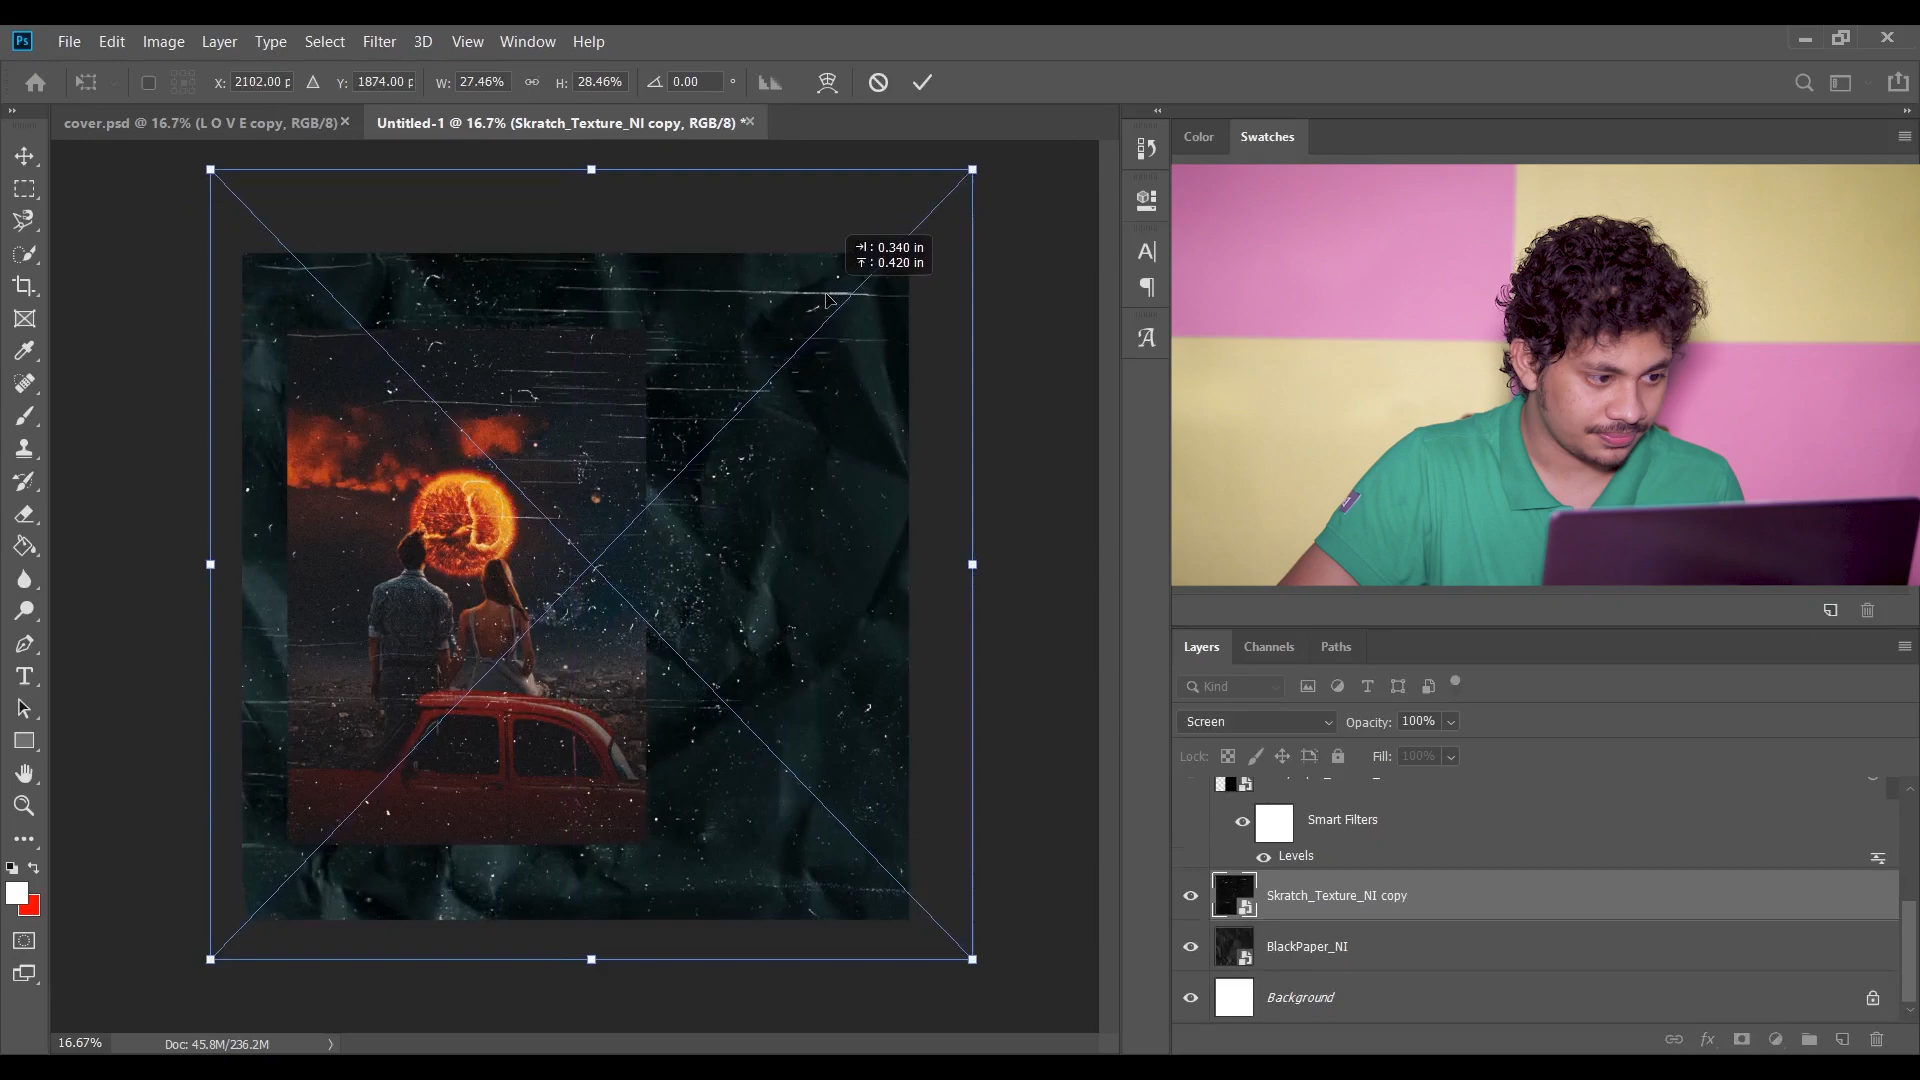 Ps File Edit Image Layer Type Select Filter 3D View Window Help
X: 2102.00 p Y: 1874.00 p W: 27.46% H: 28.46% 0.00 °
cover.psd @ 16.7% (L O V E copy, RGB/8) × Untitled-1 @ 16.7% (Skratch_Texture_NI copy, RGB/8) * ×
Color Swatches
: 0.340 in
: 0.420 in
Layers Channels Paths
Kind
Screen Opacity: 100%
Lock: Fill: 100%
Smart Filters
Levels
Skratch_Texture_NI copy
BlackPaper_NI
Background
fx
16.67% Doc: 45.8M/236.2M